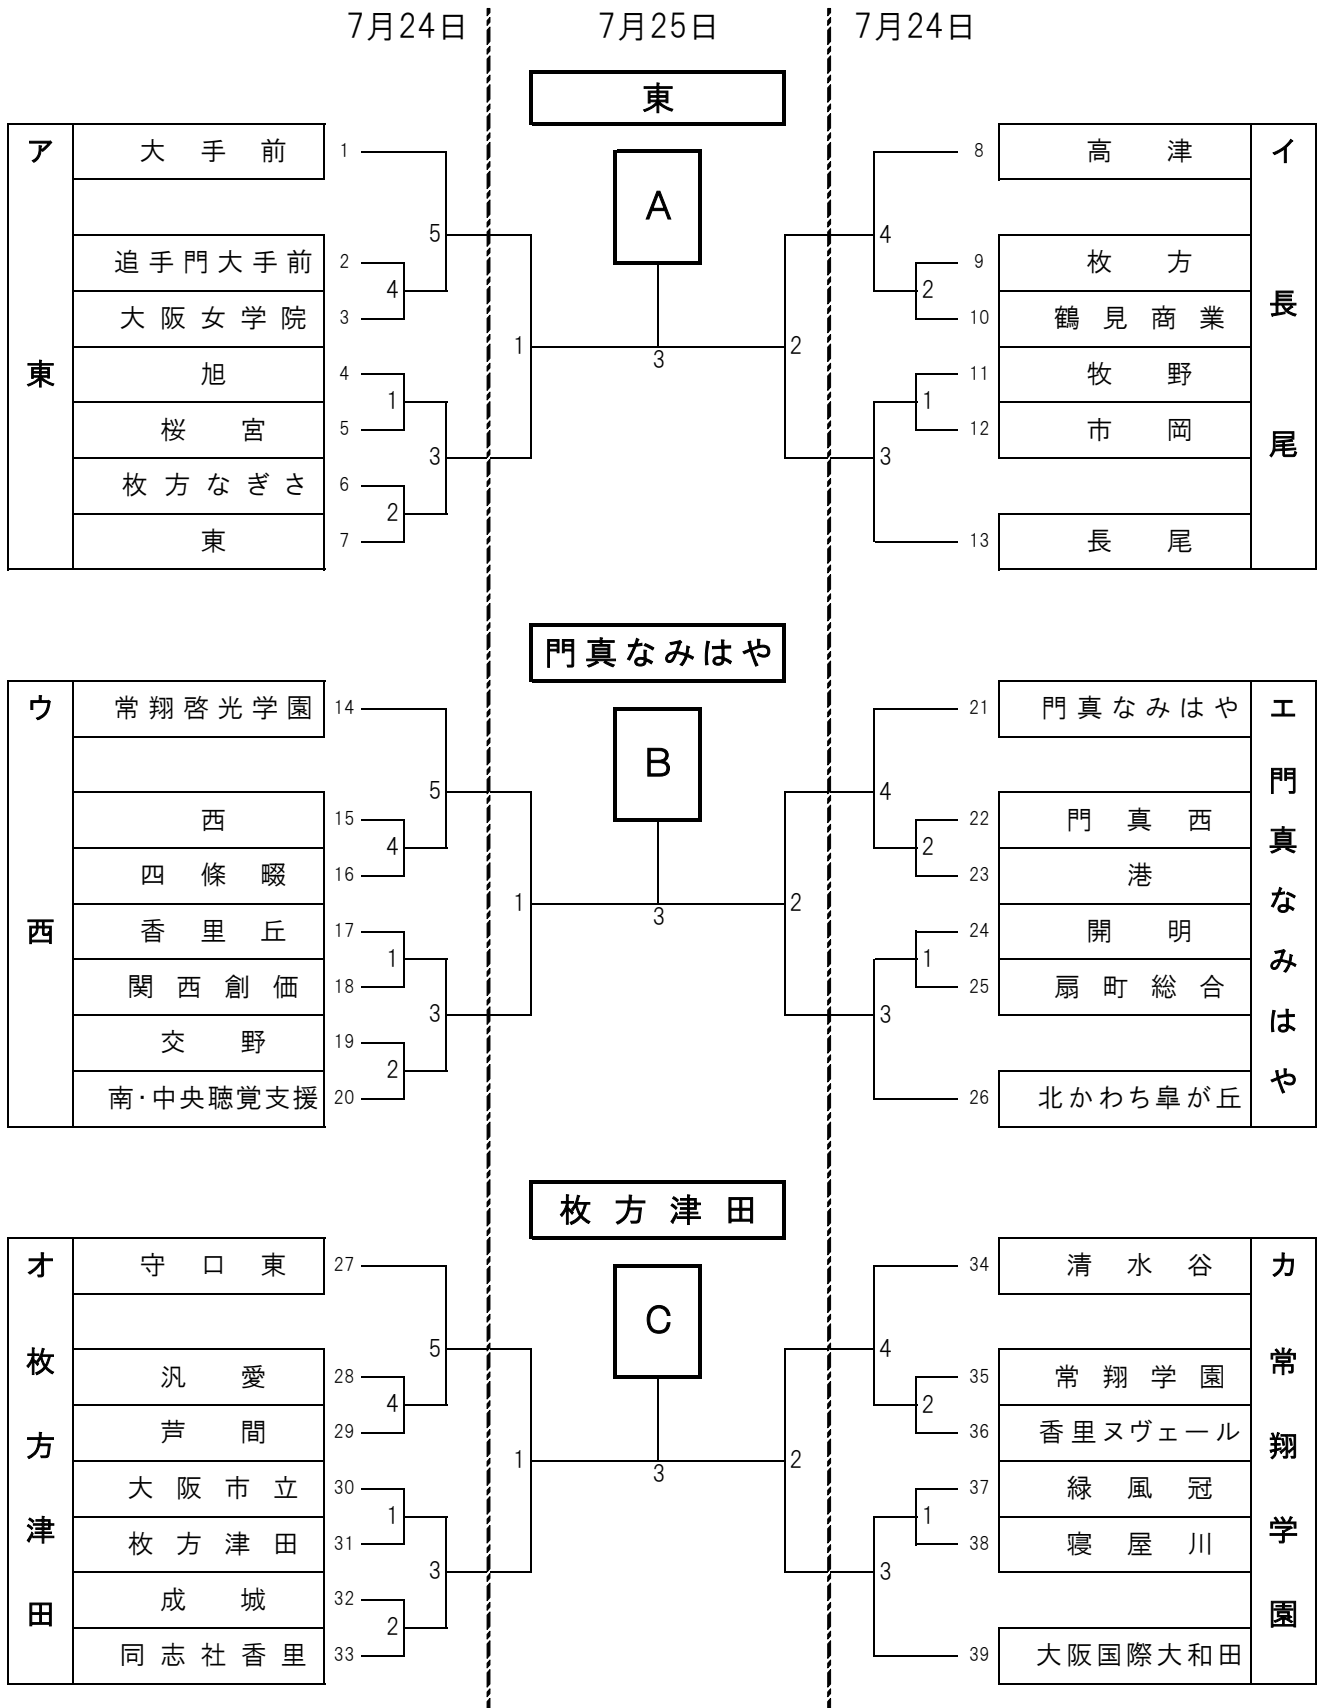 7月24日 7月25日 7月24日
東
ア 東
大手前 1
追手門大手前 2
大阪女学院 3
旭 4
桜宮 5
枚方なぎさ 6
東 7
5
4
1
3
2
1
A
3
2
4
2
1
3
8 高津
9 枚方
10 鶴見商業
11 牧野
12 市岡
13 長尾
イ 長尾
門真なみはや
ウ 西
常翔啓光学園 14
西 15
四條畷 16
香里丘 17
関西創価 18
交野 19
南・中央聴覚支援 20
5
4
1
3
2
1
B
3
2
4
2
1
3
21 門真なみはや
22 門真西
23 港
24 開明
25 扇町総合
26 北かわち皐が丘
エ 門真なみはや
枚方津田
オ 枚方津田
守口東 27
汎愛 28
芦間 29
大阪市立 30
枚方津田 31
成城 32
同志社香里 33
5
4
1
3
2
1
C
3
2
4
2
1
3
34 清水谷
35 常翔学園
36 香里ヌヴェール
37 緑風冠
38 寝屋川
39 大阪国際大和田
カ 常翔学園